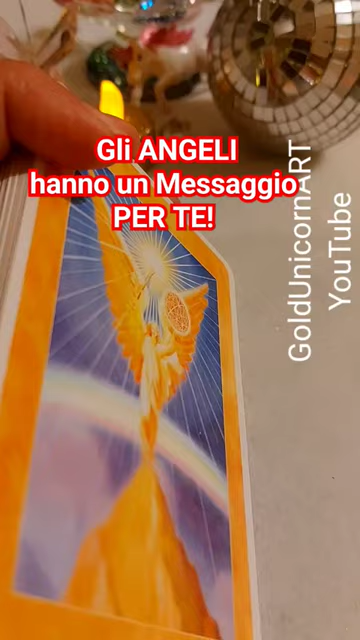 Gli ANGELI
hanno un Messaggio
PER TE!
GoldUnicornART
YouTube